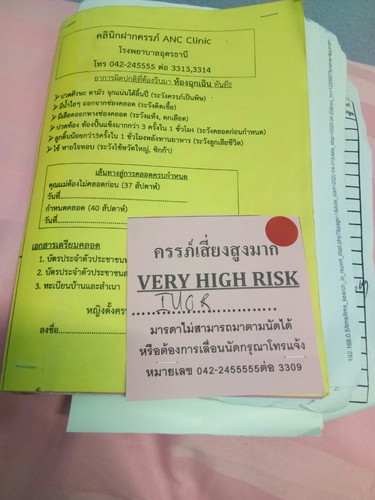 คลินิกฝากครรภ์ ANC Clinic
โรงพยาบาลอุดรธานี
โทร 042-245555 ต่อ 3313,3314
อาการผิดปกติที่ต้องรีบมา ห้องฉุกเฉิน ทันที
➢ ปวดศีรษะ ตามัว จุกแน่นใต้ลิ้นปี่ (ระวังครรภ์เป็นพิษ)
➢ มีน้ำใสๆ ออกจากช่องคลอด (ระวังติดเชื้อ)
➢ มีเลือดออกทางช่องคลอด (ระวังแท้ง, ตกเลือด)
➢ ปวดท้อง ท้องปั้นแข็งมากกว่า 3 ครั้งใน 1 ชั่วโมง (ระวังคลอดก่อนกำหนด)
➢ ลูกดิ้นน้อยกว่า3ครั้งใน 1 ชั่วโมงหลังทานอาหาร (ระวังลูกเสียชีวิต)
➢ ไข้ หายใจหอบ (ระวังไข้หวัดใหญ่, ซิกก้า)
เส้นทางสู่การคลอดครบกำหนด
คุณแม่ต้องไม่คลอดก่อน (37 สัปดาห์)
วันที่
กำหนดคลอด (40 สัปดาห์)
วันที่
เอกสารเตรียมคลอด
1. บัตรประจำตัวประชาชน
2. บัตรประจำตัวประชา
3. ทะเบียนบ้านและสำเนา
หญิงตั้งครร
ลงชื่อ
ครรภ์เสี่ยงสูงมาก
VERY HIGH RISK
IUGR
มารดาไม่สามารถมาตามนัดได้
หรือต้องการเลื่อนนัดกรุณาโทรแจ้ง
หมายเลข 042-2455555ต่อ 3309